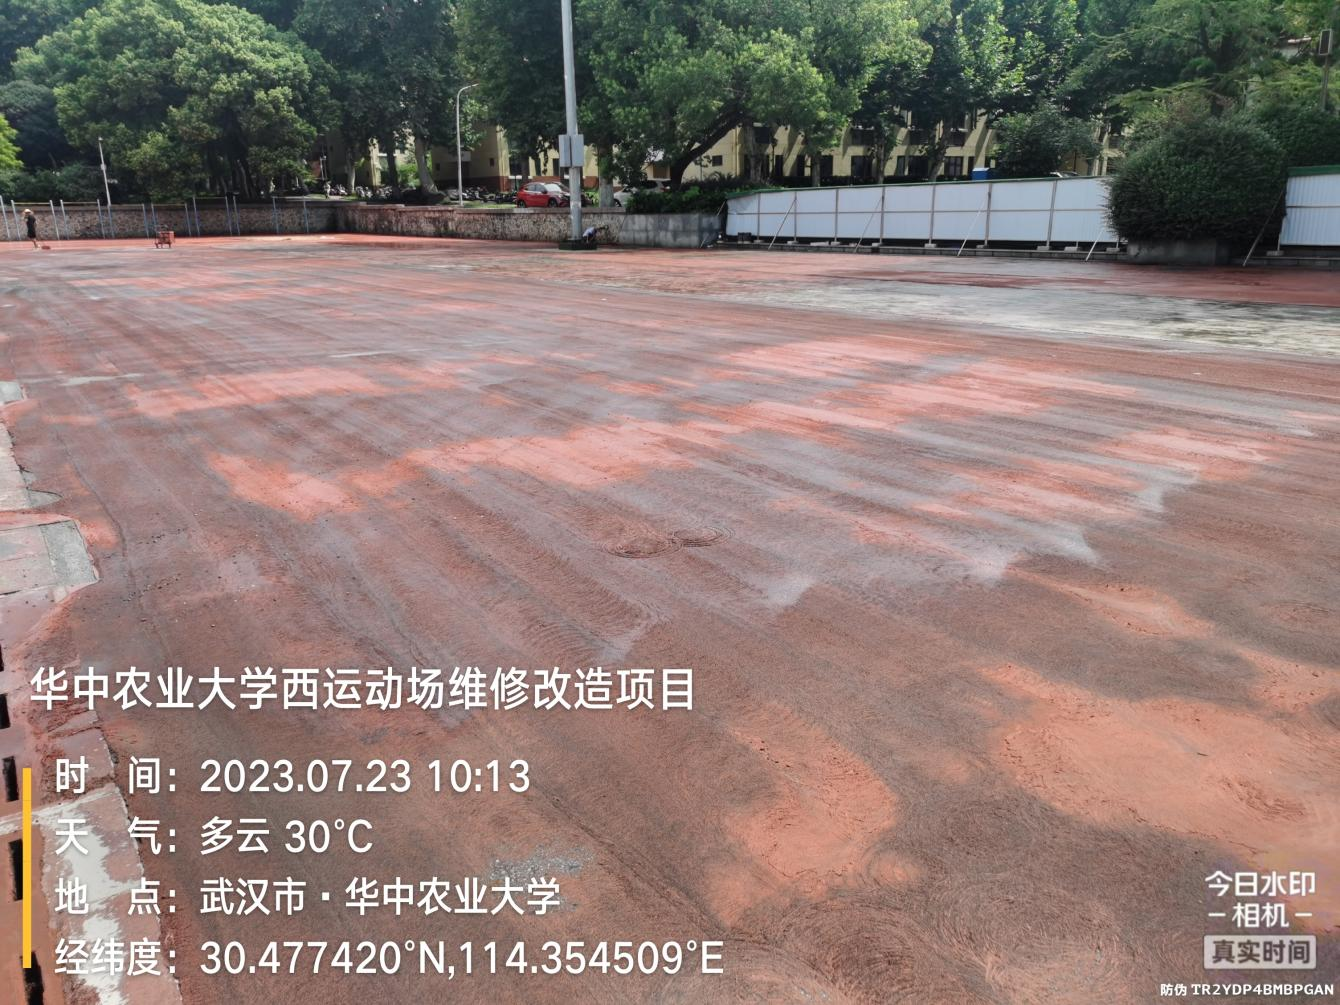 华中农业大学西运动场维修改造项目
时 间：2023.07.23 10:13
天 气：多云 30°C
地 点：武汉市·华中农业大学
经纬度：30.477420°N,114.354509°E
今日水印
-相机-
真实时间
防伪 TR2YDP4BMBPGAN